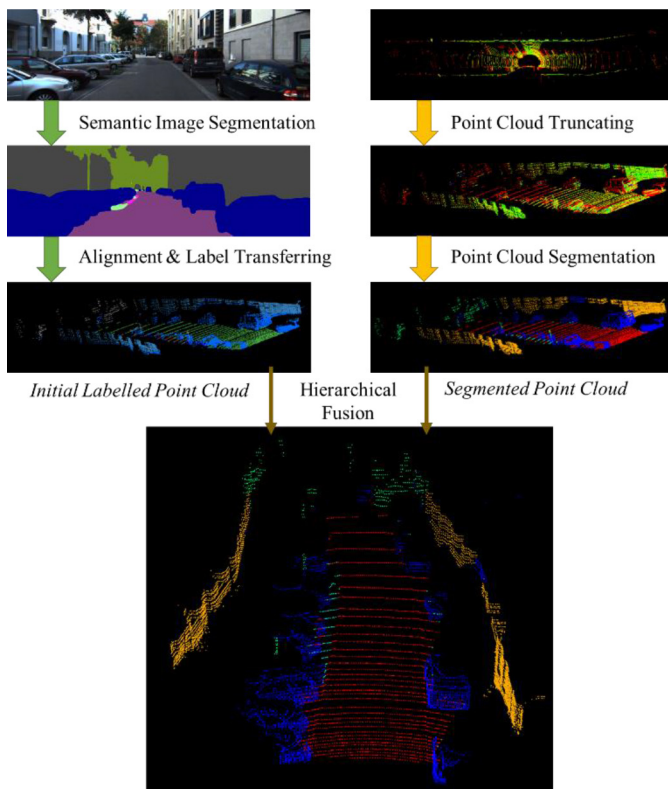 Semantic Image Segmentation
Point Cloud Truncating
Alignment & Label Transferring
Point Cloud Segmentation
Initial Labelled Point Cloud
Hierarchical
Fusion
Segmented Point Cloud